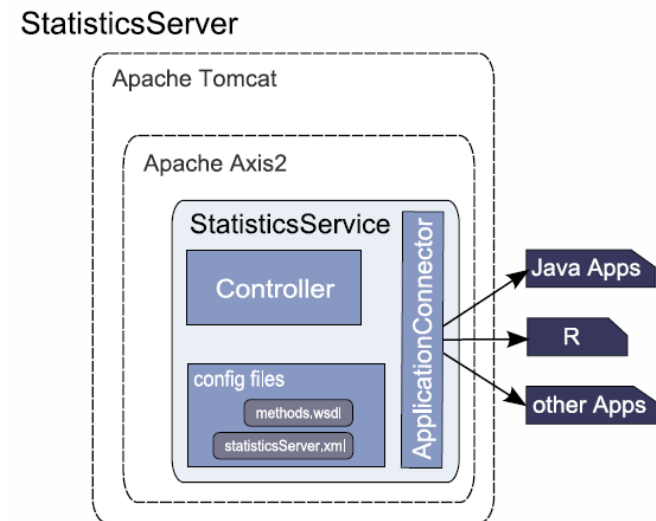 StatisticsServer
Apache Tomcat
Apache Axis2
StatisticsService
Controller
config files
methods.wsdl
statisticsServer.xml
ApplicationConnector
Java Apps
R
other Apps